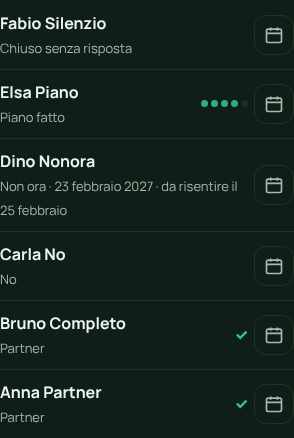 Fabio Silenzio
Chiuso senza risposta
Elsa Piano
Piano fatto
Dino Nonora
Non ora · 23 febbraio 2027 · da risentire il
25 febbraio
Carla No
No
Bruno Completo
Partner
Anna Partner
Partner